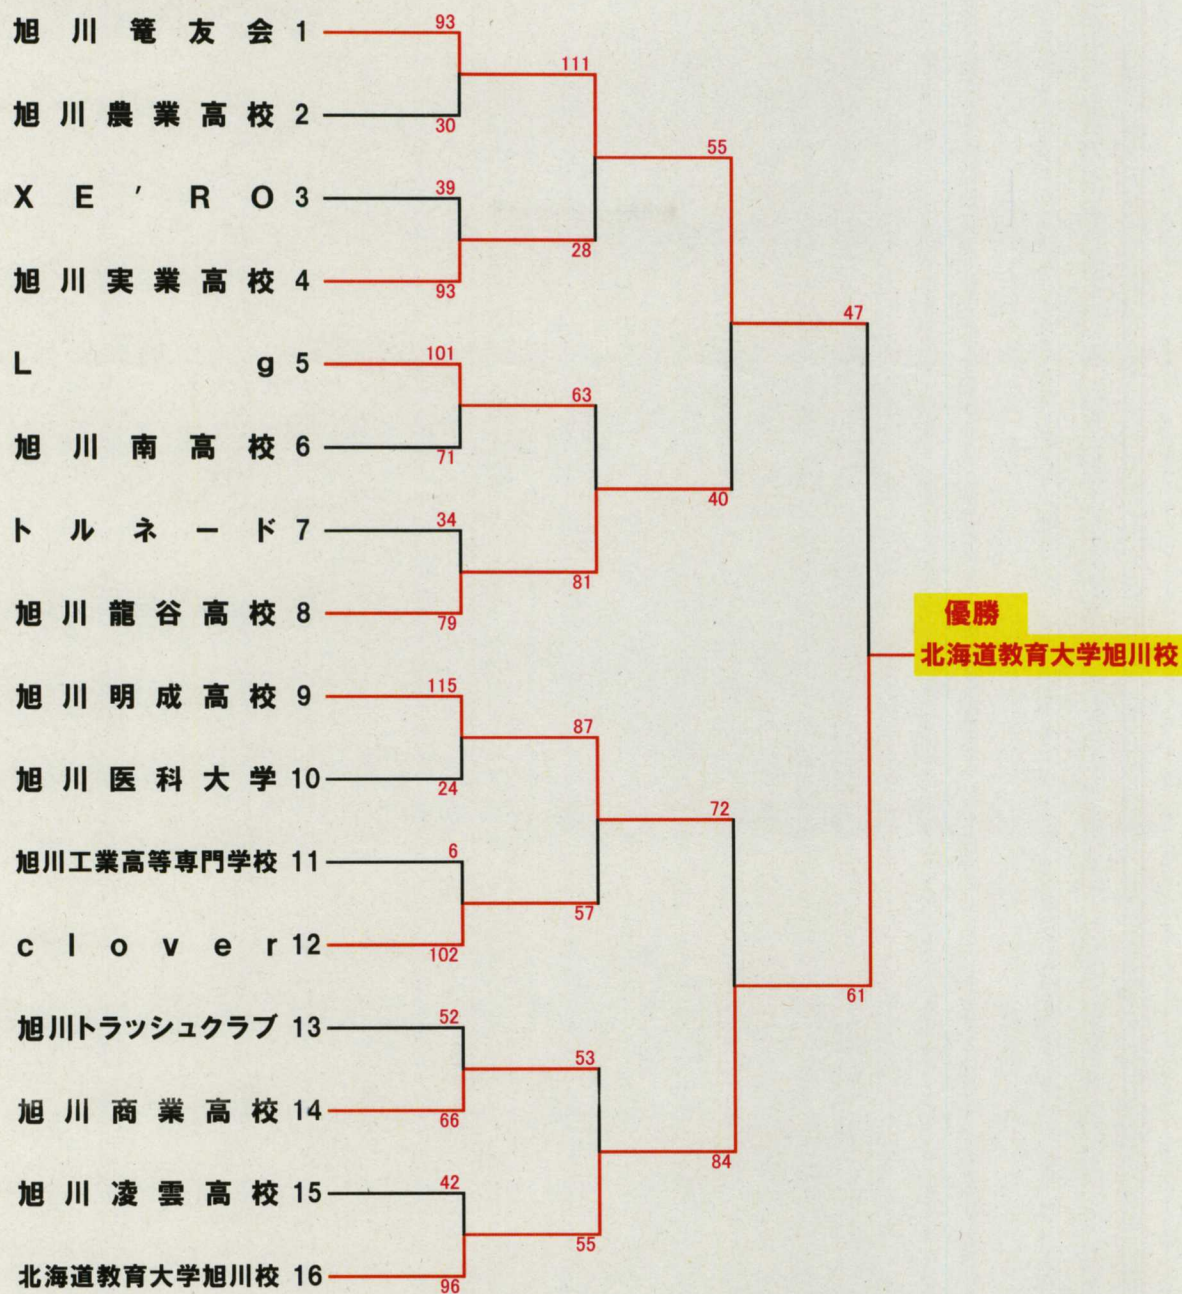 旭川篭友会 1
93
111
旭川農業高校 2
30
55
XE'RO 3
39
28
旭川実業高校 4
93
47
Lg 5
101
63
旭川南高校 6
71
40
トルネード 7
34
81
旭川龍谷高校 8
79
優勝
北海道教育大学旭川校
旭川明成高校 9
115
87
旭川医科大学 10
24
72
旭川工業高等専門学校 11
6
57
clover 12
102
61
旭川トラッシュクラブ 13
52
53
旭川商業高校 14
66
84
旭川凌雲高校 15
42
55
北海道教育大学旭川校 16
96